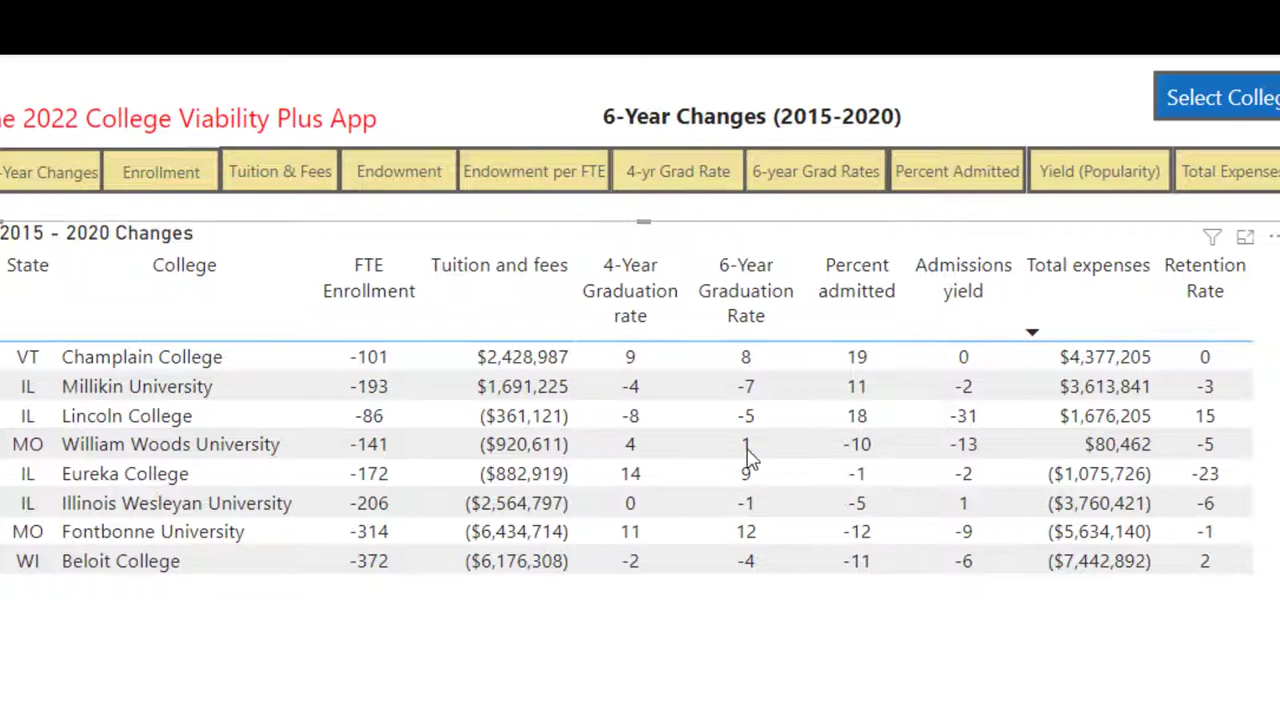 e 2022 College Viability Plus App
6-Year Changes (2015-2020)
Select Colleg
-Year Changes Enrollment Tuition & Fees Endowment Endowment per FTE 4-yr Grad Rate 6-year Grad Rates Percent Admitted Yield (Popularity) Total Expenses
2015 - 2020 Changes
State College FTE Enrollment Tuition and fees 4-Year Graduation rate 6-Year Graduation Rate Percent admitted Admissions yield Total expenses Retention Rate
VT Champlain College -101 $2,428,987 9 8 19 0 $4,377,205 0
IL Millikin University -193 $1,691,225 -4 -7 11 -2 $3,613,841 -3
IL Lincoln College -86 ($361,121) -8 -5 18 -31 $1,676,205 15
MO William Woods University -141 ($920,611) 4 1 -10 -13 $80,462 -5
IL Eureka College -172 ($882,919) 14 9 -1 -2 ($1,075,726) -23
IL Illinois Wesleyan University -206 ($2,564,797) 0 -1 -5 1 ($3,760,421) -6
MO Fontbonne University -314 ($6,434,714) 11 12 -12 -9 ($5,634,140) -1
WI Beloit College -372 ($6,176,308) -2 -4 -11 -6 ($7,442,892) 2